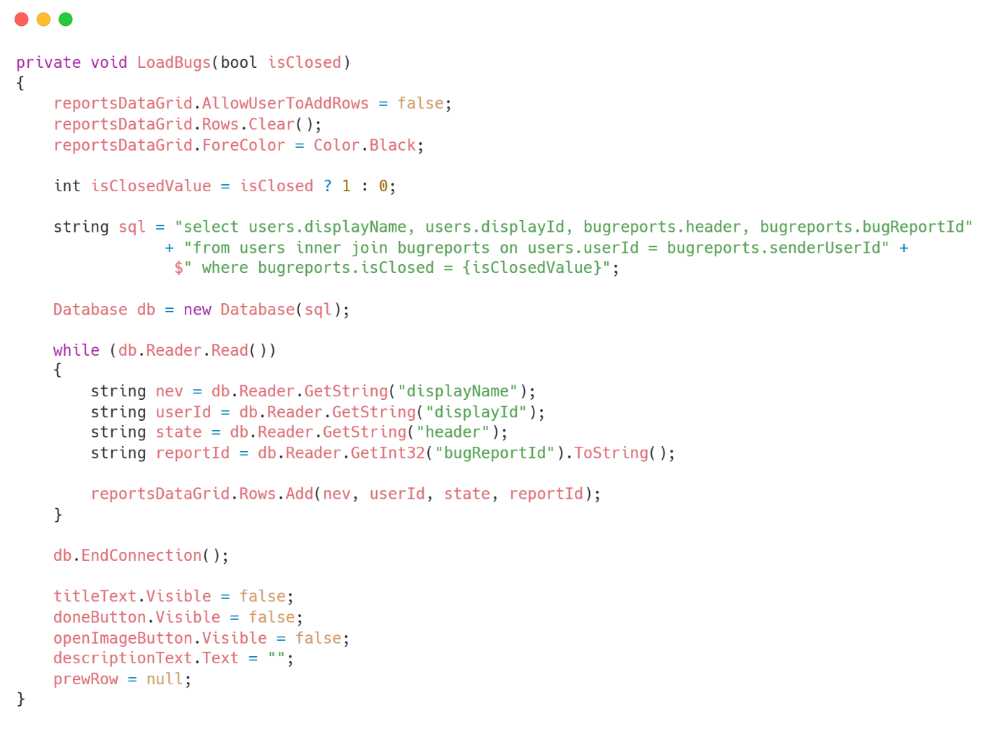 private void LoadBugs(bool isClosed)
{
    reportsDataGrid.AllowUserToAddRows = false;
    reportsDataGrid.Rows.Clear();
    reportsDataGrid.ForeColor = Color.Black;

    int isClosedValue = isClosed ? 1 : 0;

    string sql = "select users.displayName, users.displayId, bugreports.header, bugreports.bugReportId"
                + "from users inner join bugreports on users.userId = bugreports.senderUserId" +
                 $" where bugreports.isClosed = {isClosedValue}";

    Database db = new Database(sql);

    while (db.Reader.Read())
    {
        string nev = db.Reader.GetString("displayName");
        string userId = db.Reader.GetString("displayId");
        string state = db.Reader.GetString("header");
        string reportId = db.Reader.GetInt32("bugReportId").ToString();

        reportsDataGrid.Rows.Add(nev, userId, state, reportId);
    }

    db.EndConnection();

    titleText.Visible = false;
    doneButton.Visible = false;
    openImageButton.Visible = false;
    descriptionText.Text = "";
    prewRow = null;
}